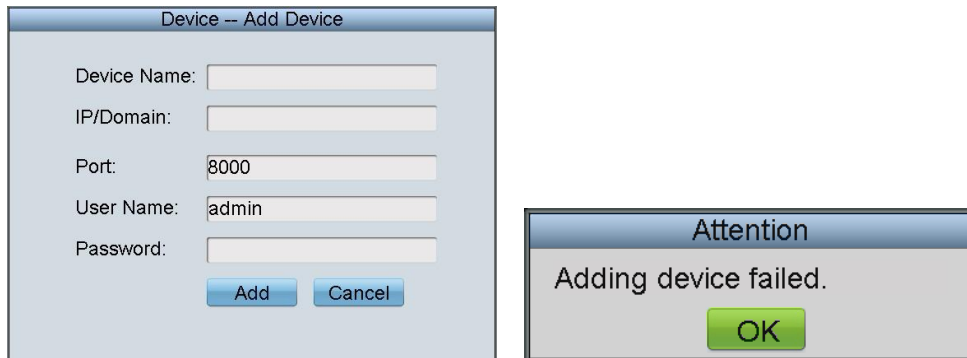 Device -- Add Device
Device Name:
IP/Domain:
Port: 8000
User Name: admin
Password:
Add Cancel
Attention
Adding device failed.
OK